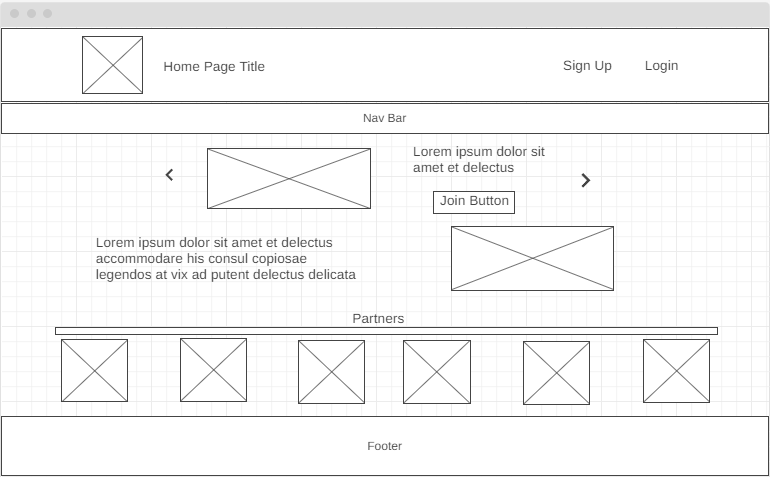 Home Page Title
Sign Up
Login
Nav Bar
Lorem ipsum dolor sit
amet et delectus
Join Button
Lorem ipsum dolor sit amet et delectus
accommodare his consul copiosae
legendos at vix ad putent delectus delicata
Partners
Footer